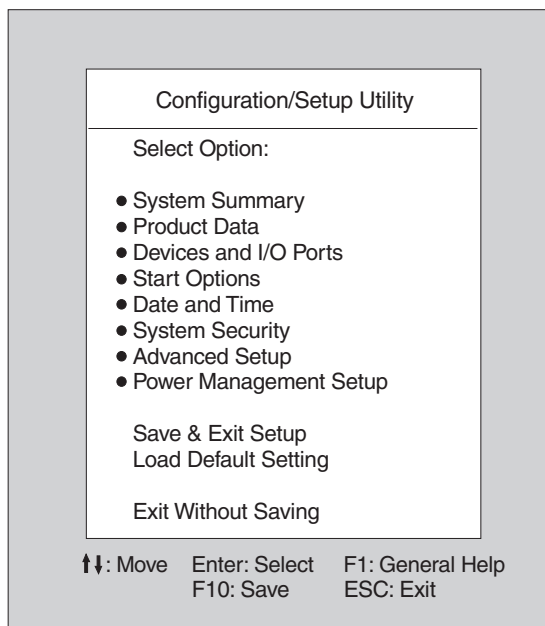 Configuration/Setup Utility
Select Option:
• System Summary
• Product Data
• Devices and I/O Ports
• Start Options
• Date and Time
• System Security
• Advanced Setup
• Power Management Setup
Save & Exit Setup
Load Default Setting
Exit Without Saving
↑↓: Move Enter: Select F1: General Help
F10: Save ESC: Exit